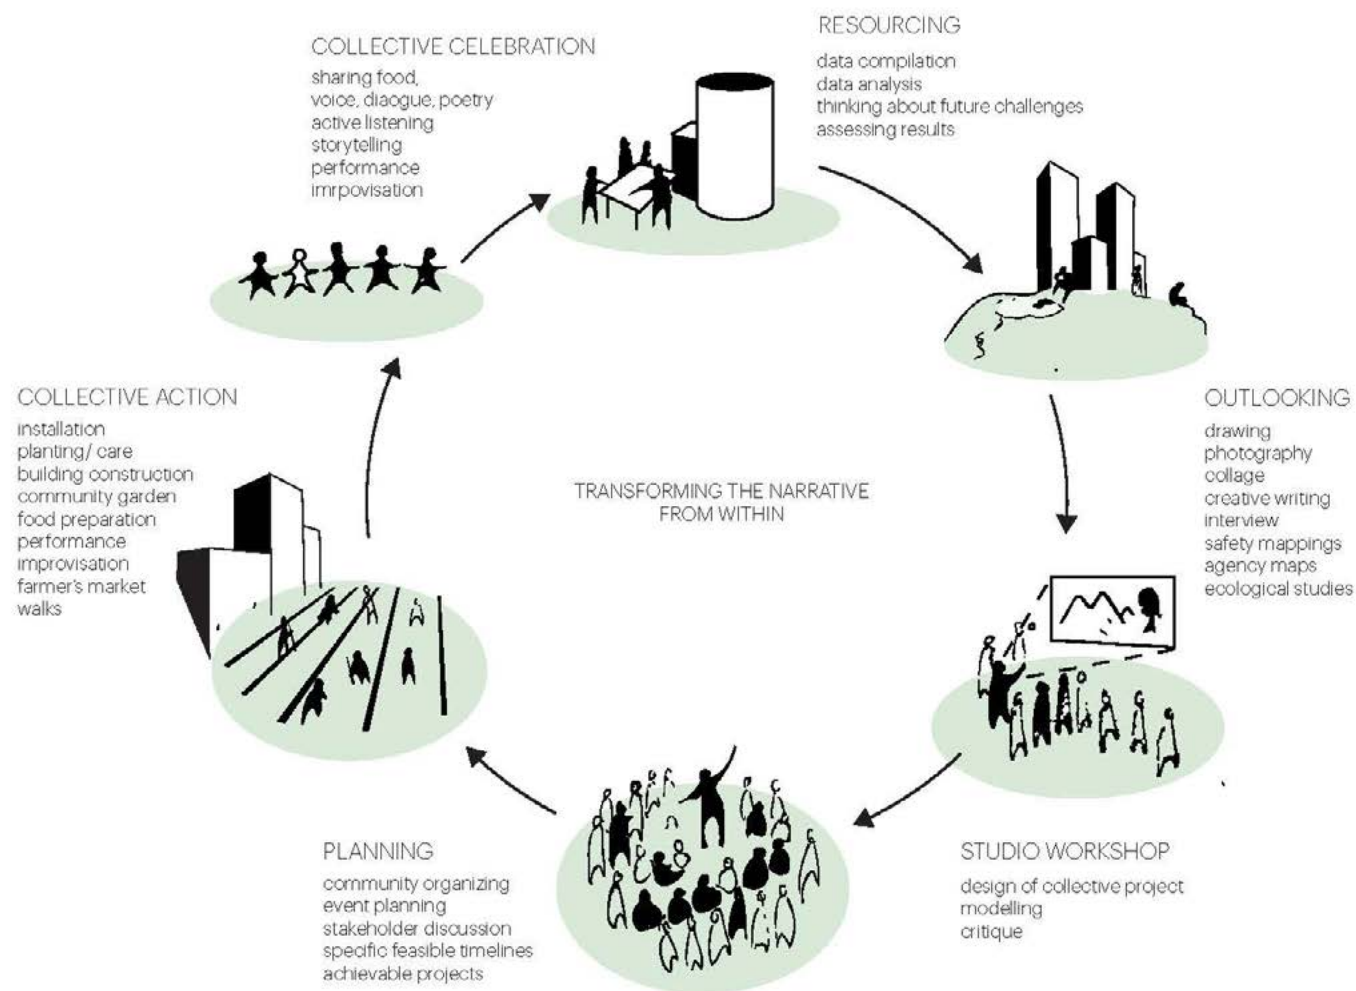 COLLECTIVE CELEBRATION
sharing food,
voice, diaogue, poetry
active listening
storytelling
performance
imrpovisation
RESOURCING
data compilation
data analysis
thinking about future challenges
assessing results
OUTLOOKING
drawing
photography
collage
creative writing
interview
safety mappings
agency maps
ecological studies
STUDIO WORKSHOP
design of collective project
modelling
critique
PLANNING
community organizing
event planning
stakeholder discussion
specific feasible timelines
achievable projects
COLLECTIVE ACTION
installation
planting/ care
building construction
community garden
food preparation
performance
improvisation
farmer's market
walks
TRANSFORMING THE NARRATIVE
FROM WITHIN